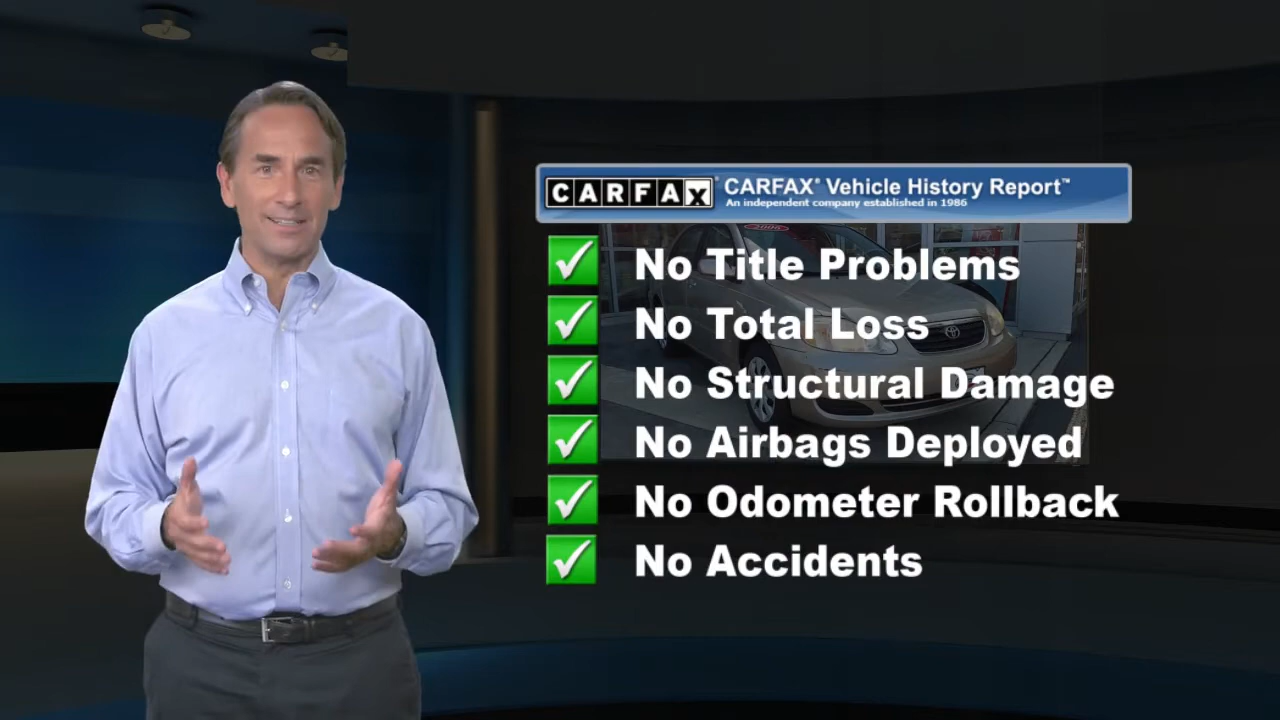 CARFAX® CARFAX® Vehicle History Report™
An independent company established in 1986
No Title Problems
No Total Loss
No Structural Damage
No Airbags Deployed
No Odometer Rollback
No Accidents